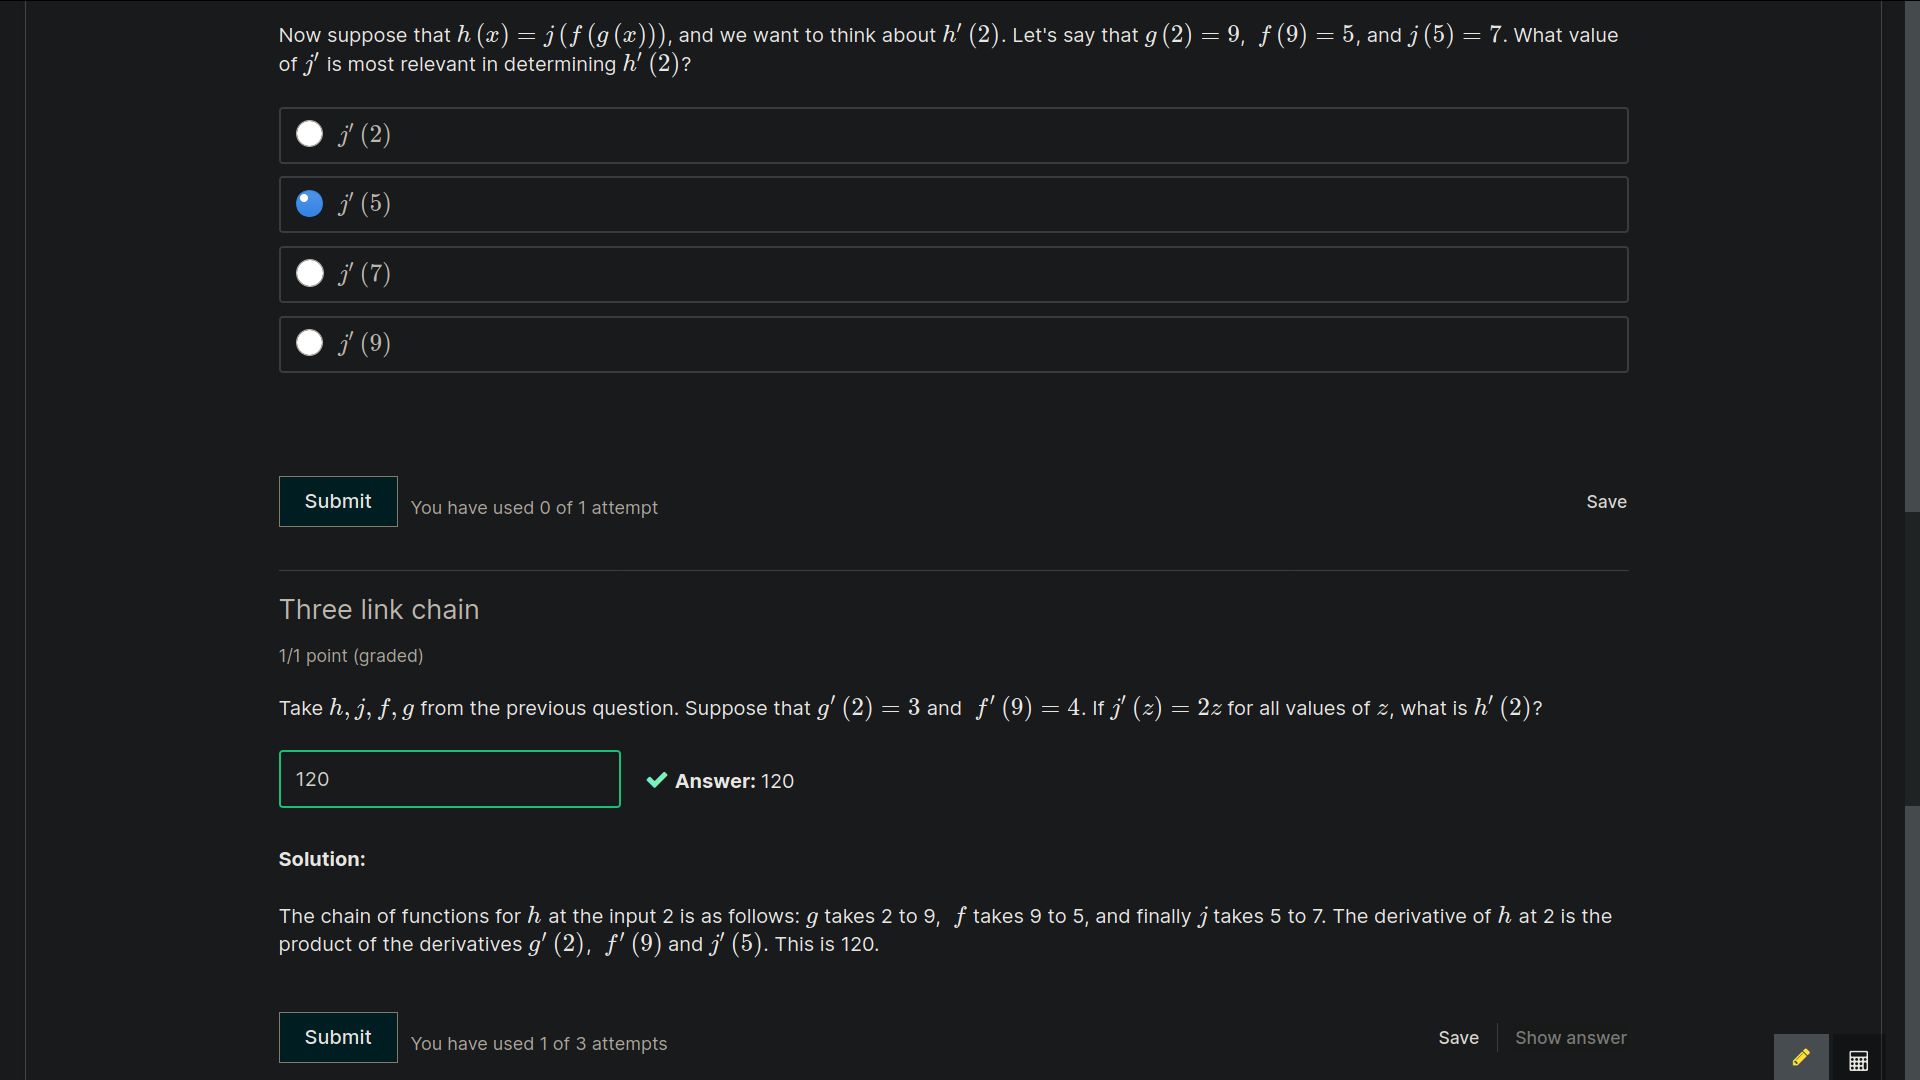 Now suppose that h (x) = j (f (g (x))), and we want to think about h′ (2). Let's say that g (2) = 9, f (9) = 5, and j (5) = 7. What value
of j′ is most relevant in determining h′ (2)?
j′ (2)
j′ (5)
j′ (7)
j′ (9)
Submit You have used 0 of 1 attempt Save
Three link chain
1/1 point (graded)
Take h, j, f, g from the previous question. Suppose that g′ (2) = 3 and f′ (9) = 4. If j′ (z) = 2z for all values of z, what is h′ (2)?
120 Answer: 120
Solution:
The chain of functions for h at the input 2 is as follows: g takes 2 to 9, f takes 9 to 5, and finally j takes 5 to 7. The derivative of h at 2 is the
product of the derivatives g′ (2), f′ (9) and j′ (5). This is 120.
Submit You have used 1 of 3 attempts Save Show answer